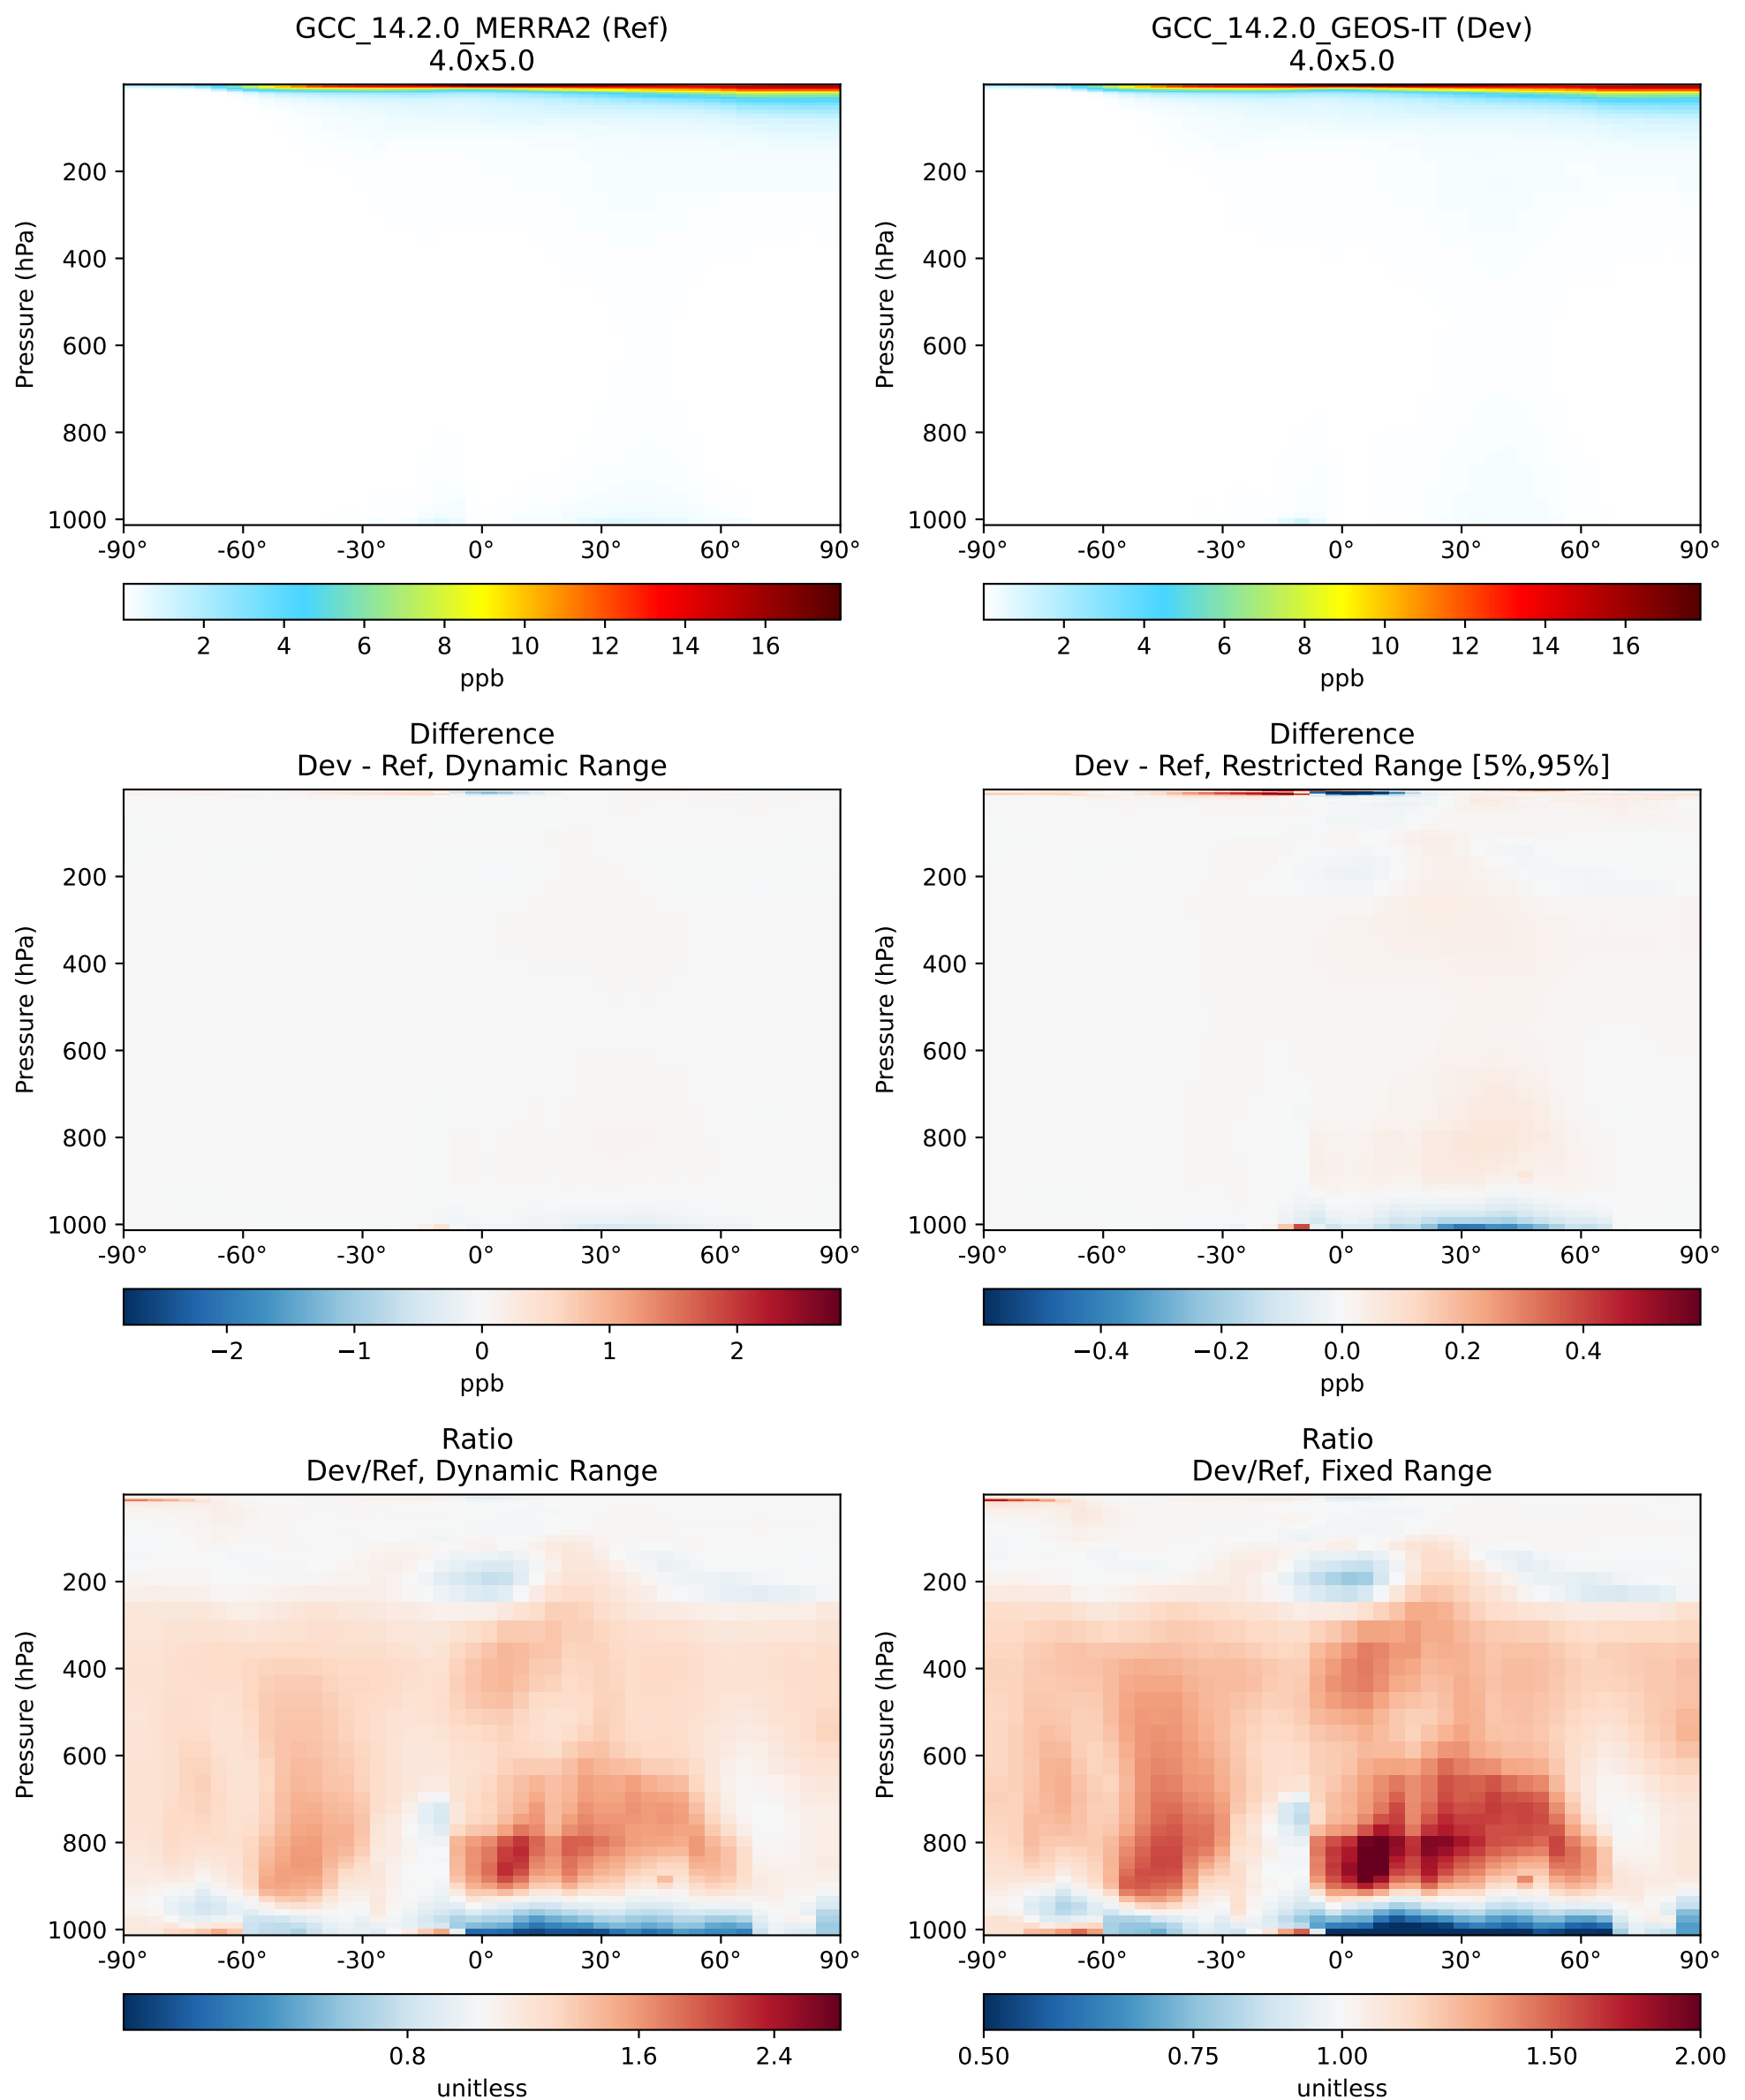 GCC_14.2.0_MERRA2 (Ref)
4.0x5.0
Pressure (hPa)
200
400
600
800
1000
-90° -60° -30° 0° 30° 60° 90°
2 4 6 8 10 12 14 16
ppb
GCC_14.2.0_GEOS-IT (Dev)
4.0x5.0
Pressure (hPa)
200
400
600
800
1000
-90° -60° -30° 0° 30° 60° 90°
2 4 6 8 10 12 14 16
ppb
Difference
Dev - Ref, Dynamic Range
Pressure (hPa)
200
400
600
800
1000
-90° -60° -30° 0° 30° 60° 90°
−2 −1 0 1 2
ppb
Difference
Dev - Ref, Restricted Range [5%,95%]
Pressure (hPa)
200
400
600
800
1000
-90° -60° -30° 0° 30° 60° 90°
−0.4 −0.2 0.0 0.2 0.4
ppb
Ratio
Dev/Ref, Dynamic Range
Pressure (hPa)
200
400
600
800
1000
-90° -60° -30° 0° 30° 60° 90°
0.8 1.6 2.4
unitless
Ratio
Dev/Ref, Fixed Range
Pressure (hPa)
200
400
600
800
1000
-90° -60° -30° 0° 30° 60° 90°
0.50 0.75 1.00 1.50 2.00
unitless